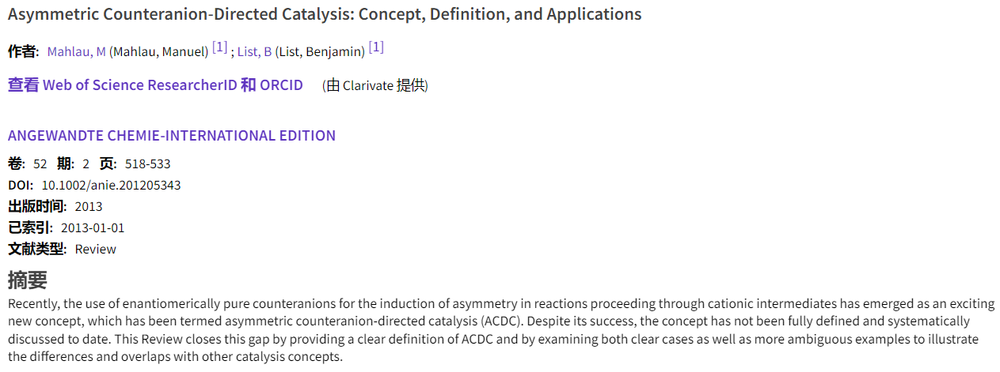 Asymmetric Counteranion-Directed Catalysis: Concept, Definition, and Applications
作者: Mahlau, M (Mahlau, Manuel) [1] ; List, B (List, Benjamin) [1]
查看 Web of Science ResearcherID 和 ORCID (由 Clarivate 提供)
ANGEWANDTE CHEMIE-INTERNATIONAL EDITION
卷: 52 期: 2 页: 518-533
DOI: 10.1002/anie.201205343
出版时间: 2013
已索引: 2013-01-01
文献类型: Review
摘要
Recently, the use of enantiomerically pure counteranions for the induction of asymmetry in reactions proceeding through cationic intermediates has emerged as an exciting
new concept, which has been termed asymmetric counteranion-directed catalysis (ACDC). Despite its success, the concept has not been fully defined and systematically
discussed to date. This Review closes this gap by providing a clear definition of ACDC and by examining both clear cases as well as more ambiguous examples to illustrate
the differences and overlaps with other catalysis concepts.